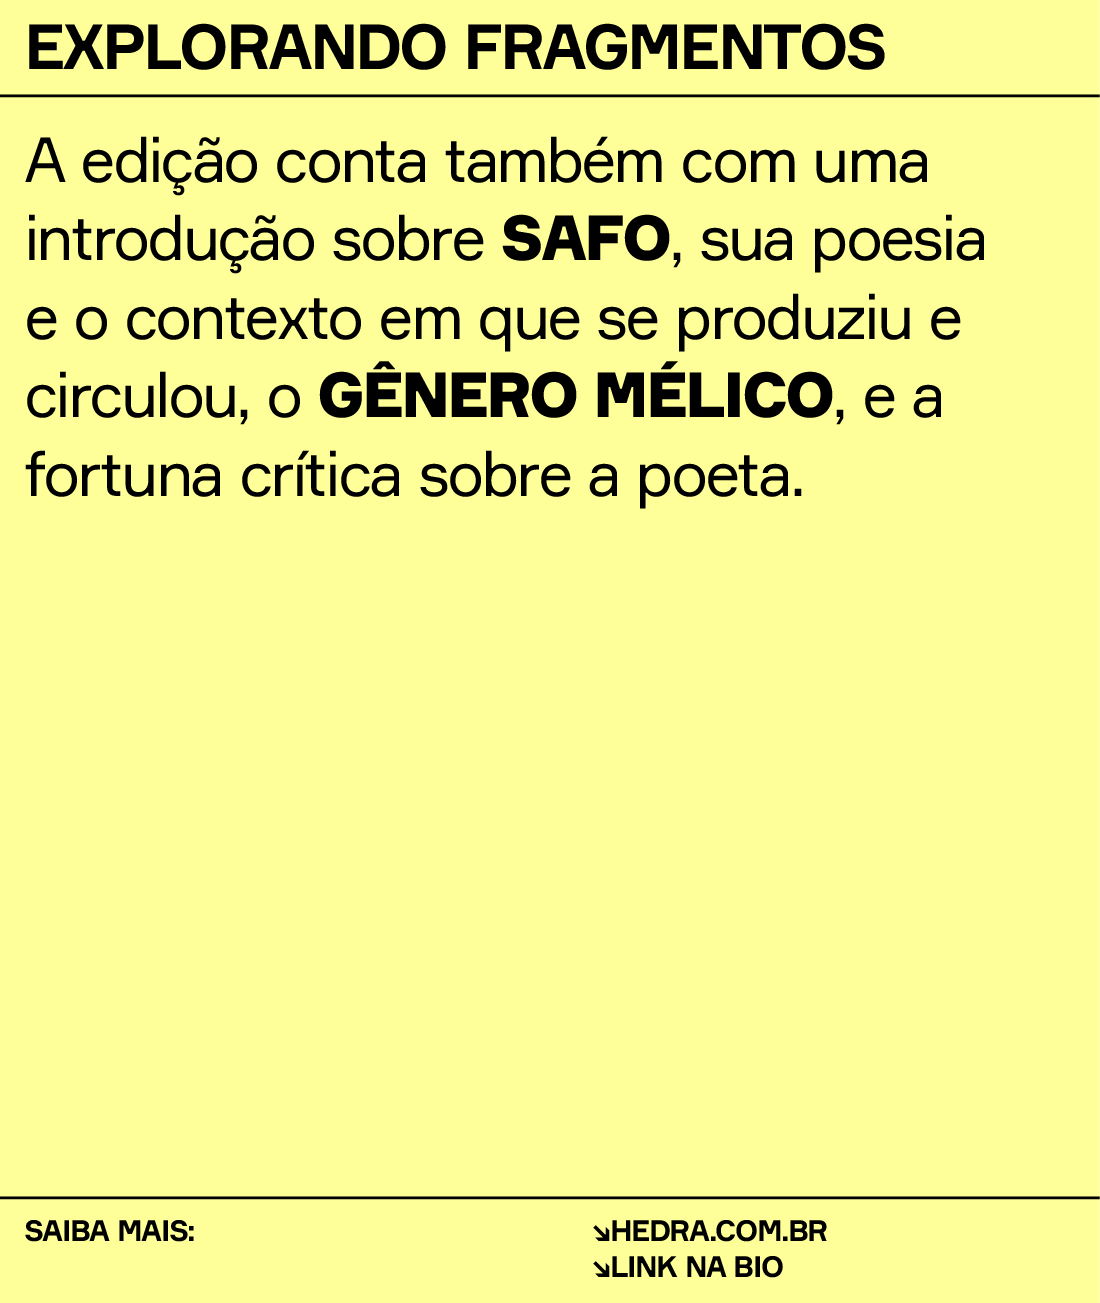 EXPLORANDO FRAGMENTOS
A edição conta também com uma
introdução sobre SAFO, sua poesia
e o contexto em que se produziu e
circulou, o GÊNERO MÉLICO, e a
fortuna crítica sobre a poeta.
SAIBA MAIS:
↘HEDRA.COM.BR
↘LINK NA BIO